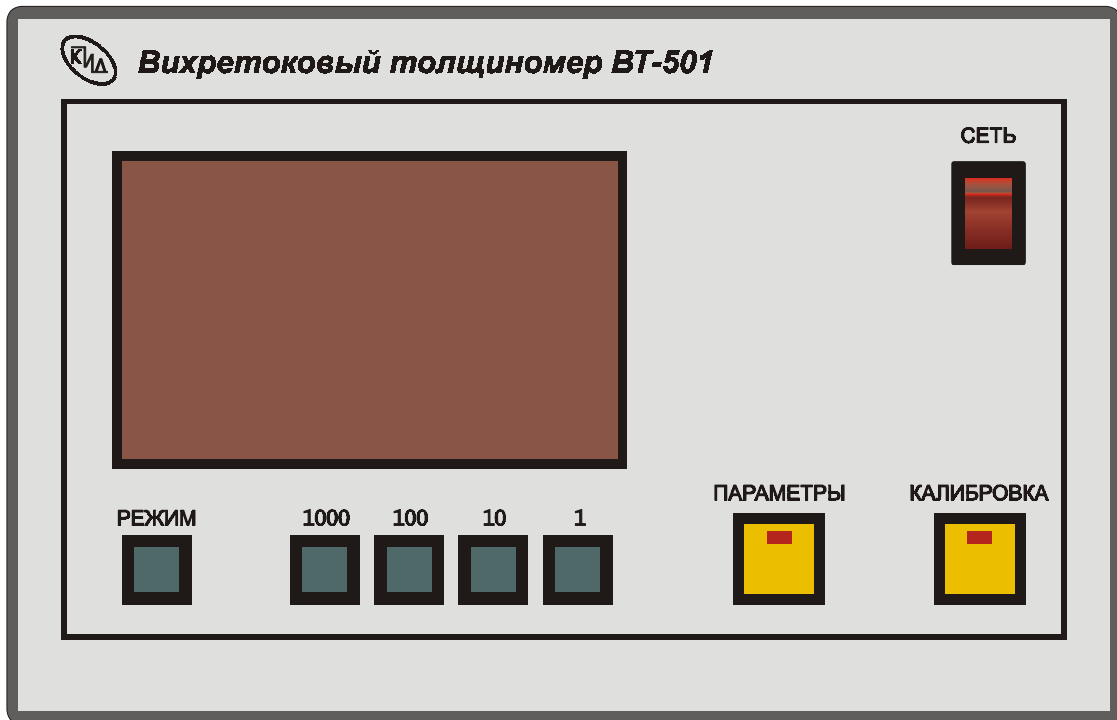 КИД
Вихретоковый толщиномер ВТ-501
СЕТЬ
ПАРАМЕТРЫ КАЛИБРОВКА
РЕЖИМ 1000 100 10 1